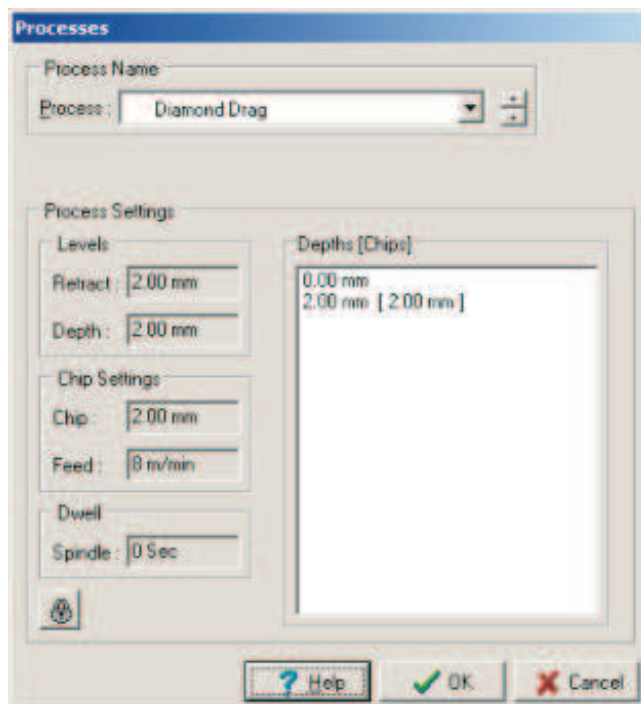 Processes
Process Name
Process : Diamond Drag
Process Settings
Levels
Retract : 2.00 mm
Depth : 2.00 mm
Chip Settings
Chip : 2.00 mm
Feed : 8 m/min
Dwell
Spindle : 0 Sec
Depths [Chips]
0.00 mm
2.00 mm [ 2.00 mm ]
? Help
OK
Cancel